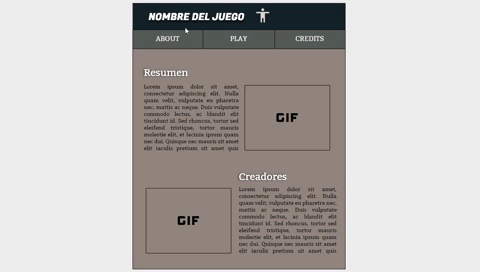 NOMBRE DEL JUEGO
ABOUT
PLAY
CREDITS
Resumen
Lorem ipsum dolor sit amet,
consectetur adipiscing elit. Nulla
quam velit, vulputate eu pharetra
nec, mattis ac neque. Duis vulputate
commodo lectus, ac blandit elit
tincidunt id. Sed rhoncus, tortor sed
eleifend tristique, tortor mauris
molestie elit, et lacinia ipsum quam
nec dui. Quisque nec mauris sit amet
elit iaculis pretium sit amet quis
GIF
Creadores
Lorem ipsum dolor sit amet,
consectetur adipiscing elit. Nulla
quam velit, vulputate eu pharetra
nec, mattis ac neque. Duis vulputate
commodo lectus, ac blandit elit
tincidunt id. Sed rhoncus, tortor sed
eleifend tristique, tortor mauris
molestie elit, et lacinia ipsum quam
nec dui. Quisque nec mauris sit amet
elit iaculis pretium sit amet quis
GIF